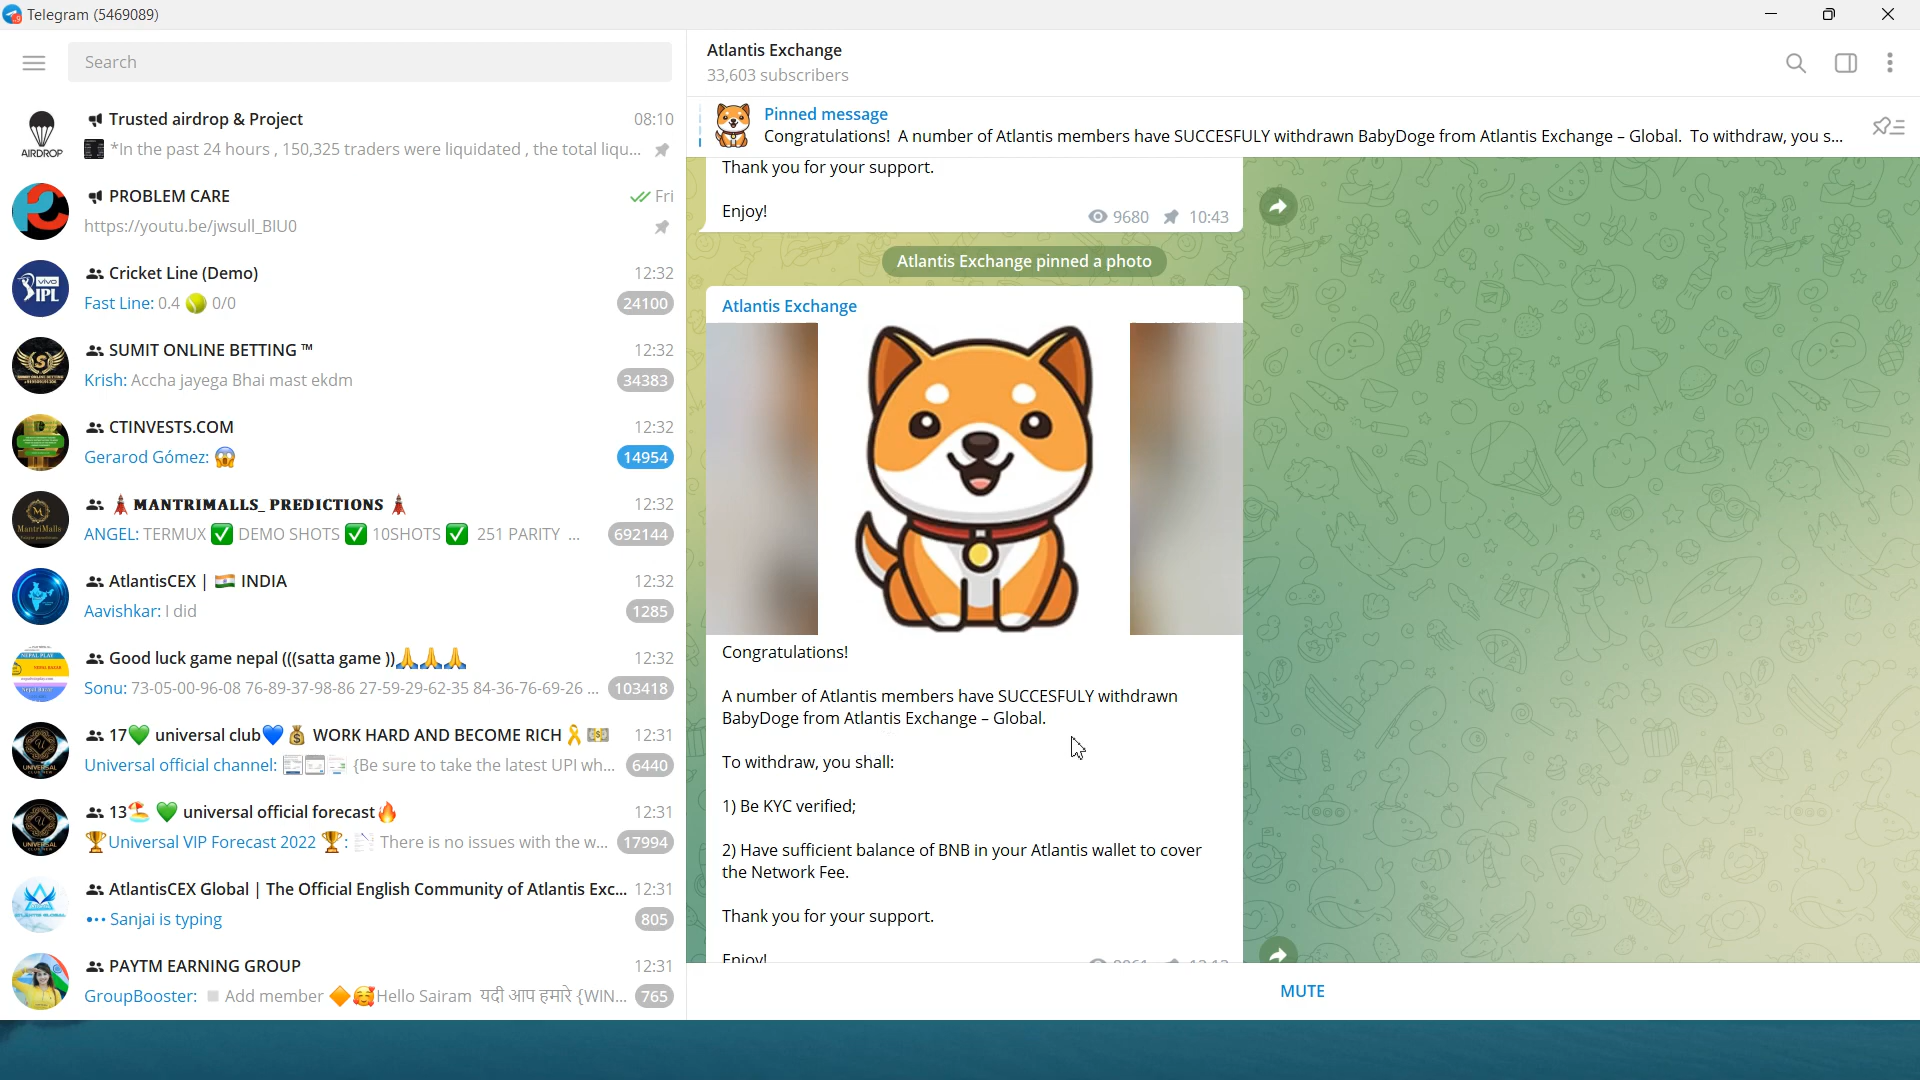 Telegram (5469089)
Search
Trusted airdrop & Project 08:10
*In the past 24 hours , 150,325 traders were liquidated , the total liqu...
AIRDROP
PROBLEM CARE Fri
https://youtu.be/jwsull_BIU0
Cricket Line (Demo) 12:32
Fast Line: 0.4 🎾 0/0 24100
vivo
IPL
SUMIT ONLINE BETTING ™ 12:32
Krish: Accha jayega Bhai mast ekdm 34383
CTINVESTS.COM 12:32
Gerarod Gómez: 😱 14954
🗼 MANTRIMALLS_ PREDICTIONS 🗼 12:32
ANGEL: TERMUX ✅ DEMO SHOTS ✅ 10SHOTS ✅ 251 PARITY ... 692144
MantriMalls
AtlantisCEX | 🇮🇳 INDIA 12:32
Aavishkar: I did 1285
Good luck game nepal (((satta game ))🙏🙏🙏 12:32
Sonu: 73-05-00-96-08 76-89-37-98-86 27-59-29-62-35 84-36-76-69-26 ... 103418
17💚 universal club💙💰 WORK HARD AND BECOME RICH🎗💵 12:31
Universal official channel: {Be sure to take the latest UPI wh... 6440
13🏖 💚 universal official forecast🔥 12:31
🏆Universal VIP Forecast 2022 🏆: There is no issues with the w... 17994
AtlantisCEX Global | The Official English Community of Atlantis Exc... 12:31
Sanjai is typing 805
PAYTM EARNING GROUP 12:31
GroupBooster: Add member 🔶🥰Hello Sairam यदी आप हमारे {WIN... 765
Atlantis Exchange
33,603 subscribers
Pinned message
Congratulations! A number of Atlantis members have SUCCESFULY withdrawn BabyDoge from Atlantis Exchange – Global. To withdraw, you s...
Thank you for your support.
Enjoy! 9680 10:43
Atlantis Exchange pinned a photo
Atlantis Exchange
Congratulations!
A number of Atlantis members have SUCCESFULY withdrawn
BabyDoge from Atlantis Exchange – Global.
To withdraw, you shall:
1) Be KYC verified;
2) Have sufficient balance of BNB in your Atlantis wallet to cover
the Network Fee.
Thank you for your support.
Enjoy!
MUTE